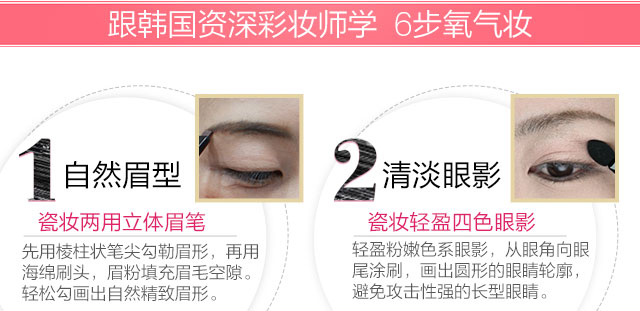 跟韩国资深彩妆师学 6步氧气妆
1 自然眉型
瓷妆两用立体眉笔
先用棱柱状笔尖勾勒眉形，再用
海绵刷头，眉粉填充眉毛空隙。
轻松勾画出自然精致眉形。
2 清淡眼影
瓷妆轻盈四色眼影
轻盈粉嫩色系眼影，从眼角向眼
尾涂刷，画出圆形的眼睛轮廓，
避免攻击性强的长型眼睛。